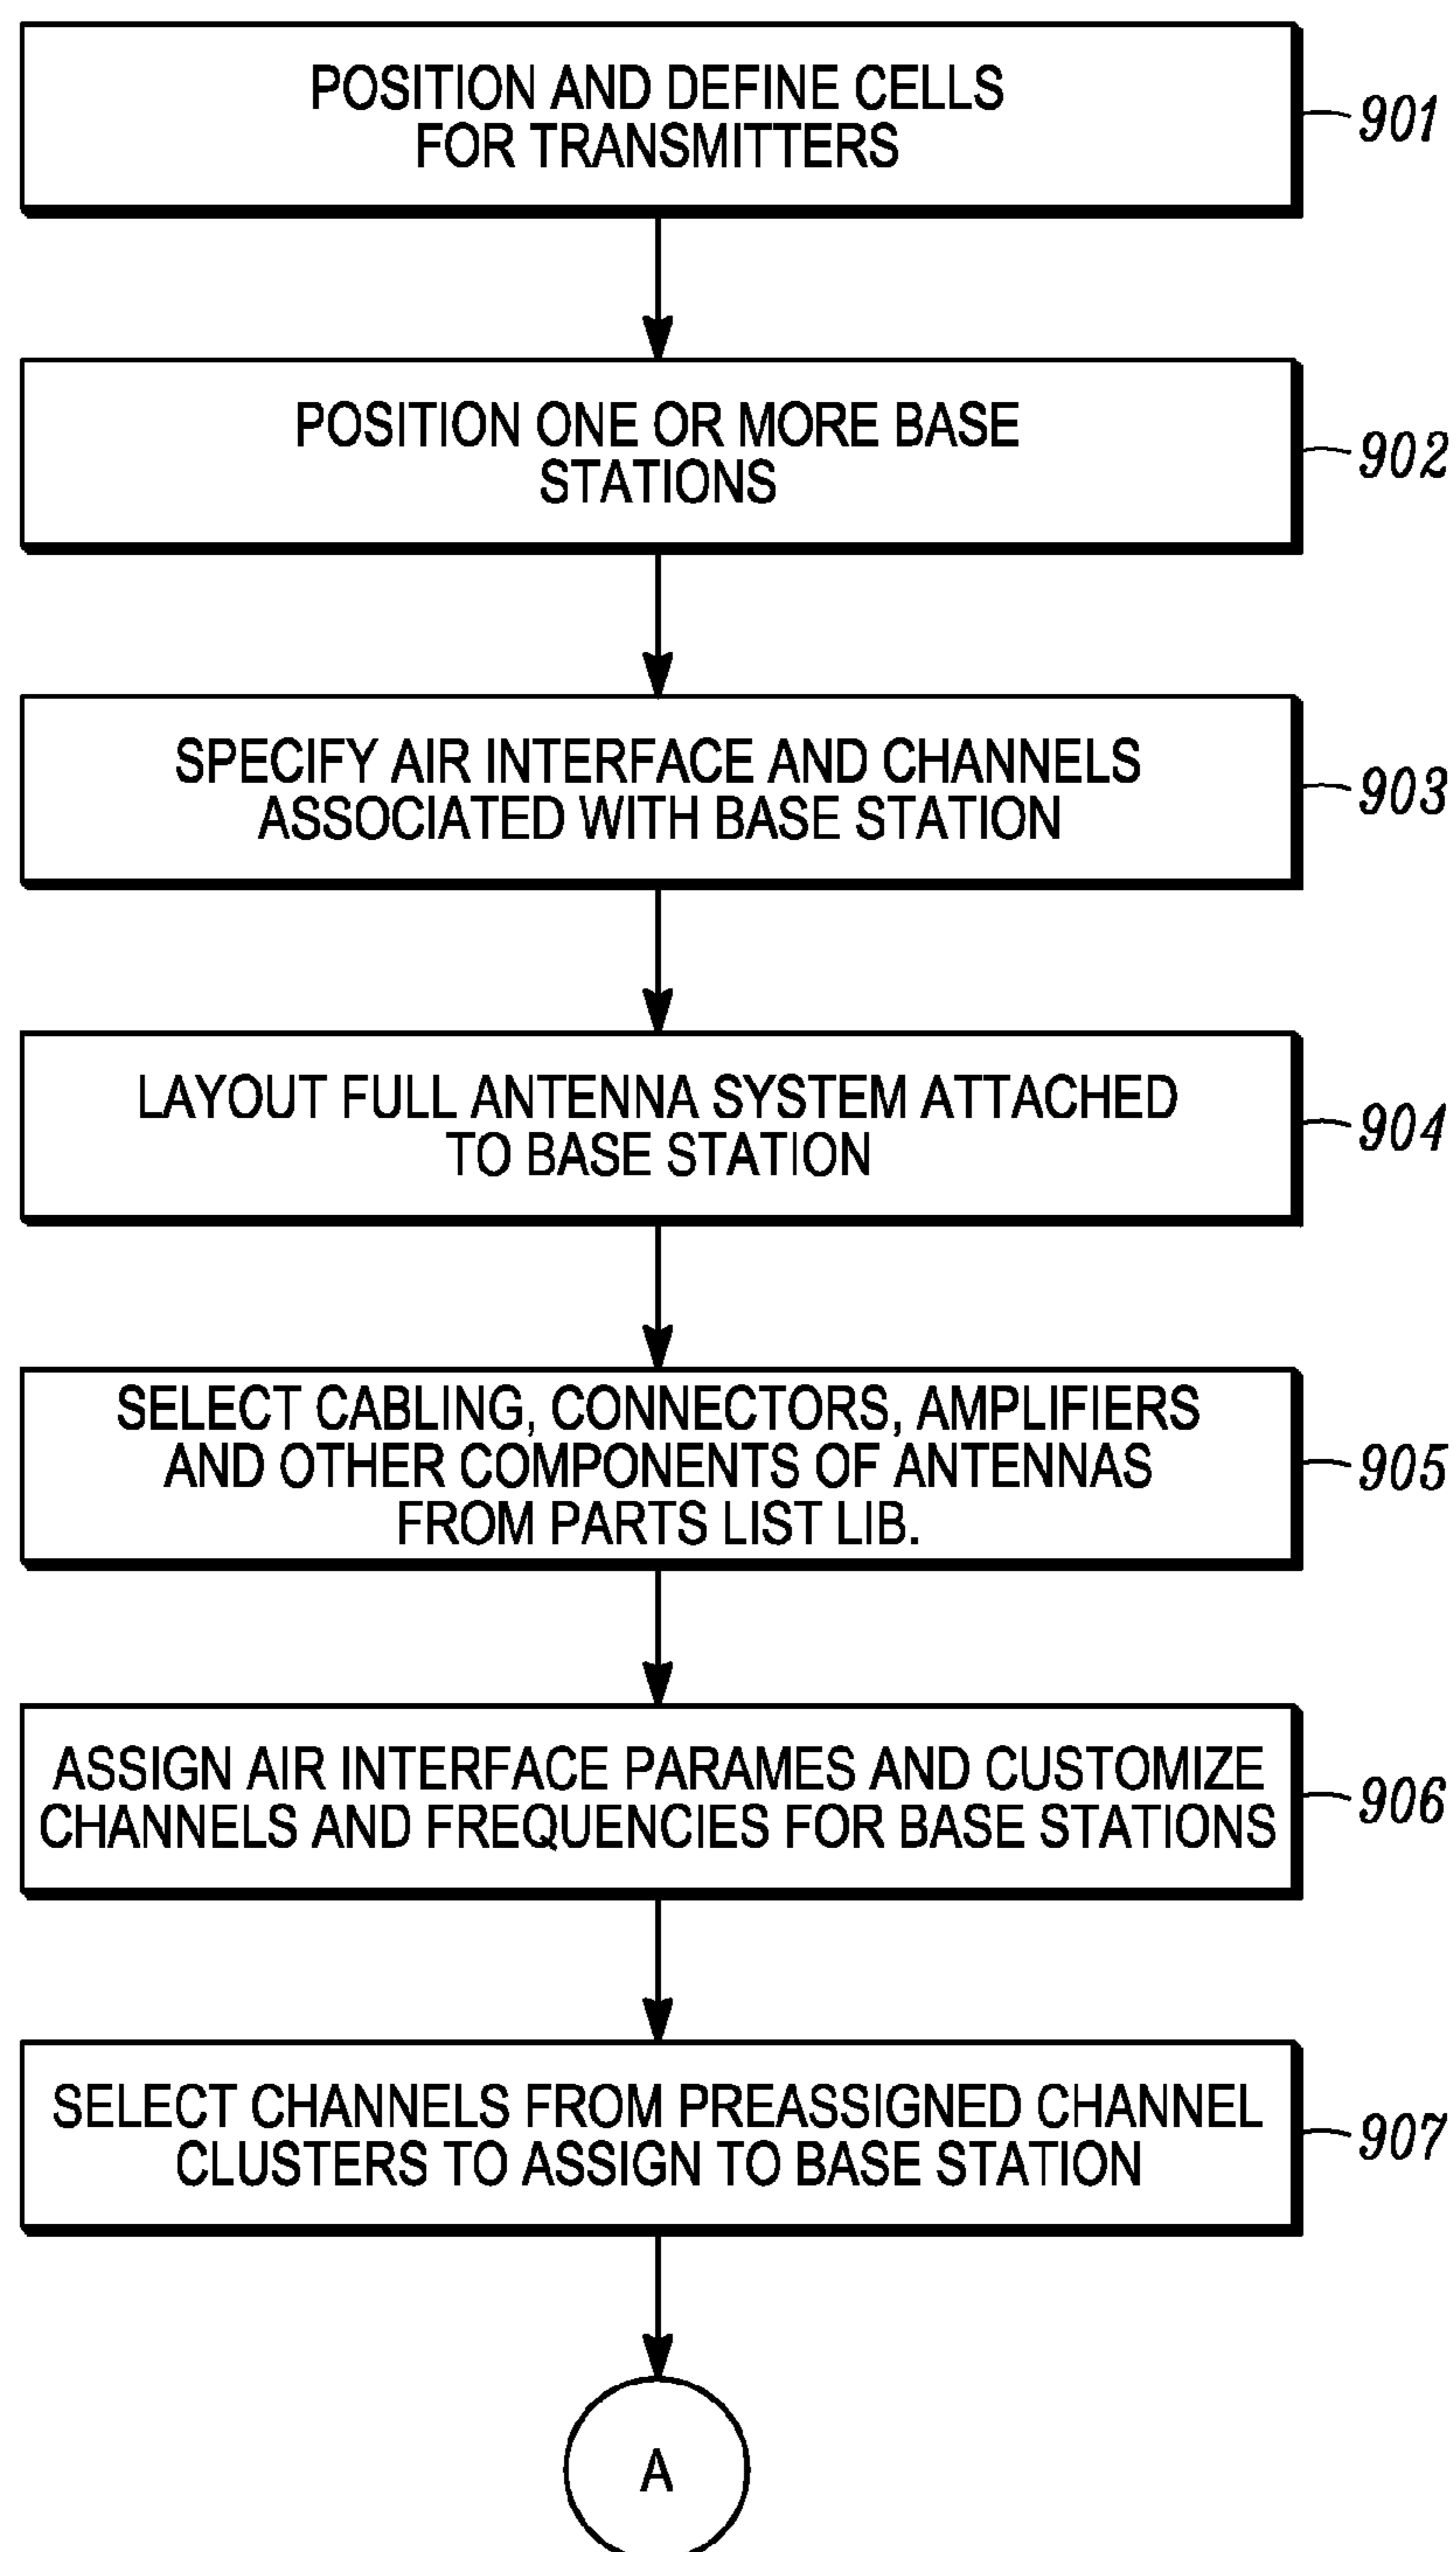 POSITION AND DEFINE CELLS
FOR TRANSMITTERS
901
POSITION ONE OR MORE BASE
STATIONS
902
SPECIFY AIR INTERFACE AND CHANNELS
ASSOCIATED WITH BASE STATION
903
LAYOUT FULL ANTENNA SYSTEM ATTACHED
TO BASE STATION
904
SELECT CABLING, CONNECTORS, AMPLIFIERS
AND OTHER COMPONENTS OF ANTENNAS
FROM PARTS LIST LIB.
905
ASSIGN AIR INTERFACE PARAMES AND CUSTOMIZE
CHANNELS AND FREQUENCIES FOR BASE STATIONS
906
SELECT CHANNELS FROM PREASSIGNED CHANNEL
CLUSTERS TO ASSIGN TO BASE STATION
907
A